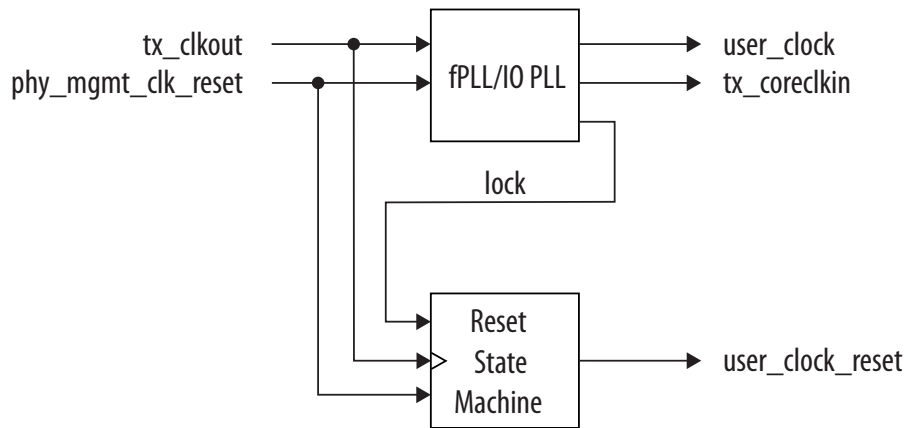 tx_clkout
phy_mgmt_clk_reset
fPLL/IO PLL
user_clock
tx_coreclkin
lock
Reset
State
Machine
user_clock_reset